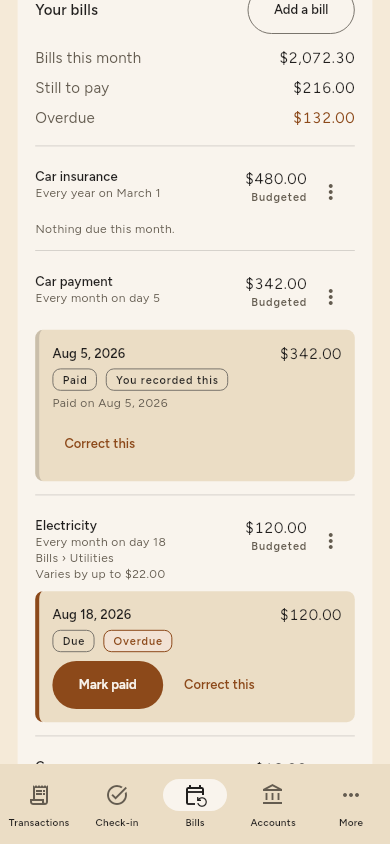 Your bills
Add a bill
Bills this month $2,072.30
Still to pay $216.00
Overdue $132.00
Car insurance $480.00
Every year on March 1 Budgeted
Nothing due this month.
Car payment $342.00
Every month on day 5 Budgeted
Aug 5, 2026 $342.00
Paid You recorded this
Paid on Aug 5, 2026
Correct this
Electricity $120.00
Every month on day 18 Budgeted
Bills › Utilities
Varies by up to $22.00
Aug 18, 2026 $120.00
Due Overdue
Mark paid Correct this
Transactions Check-in Bills Accounts More